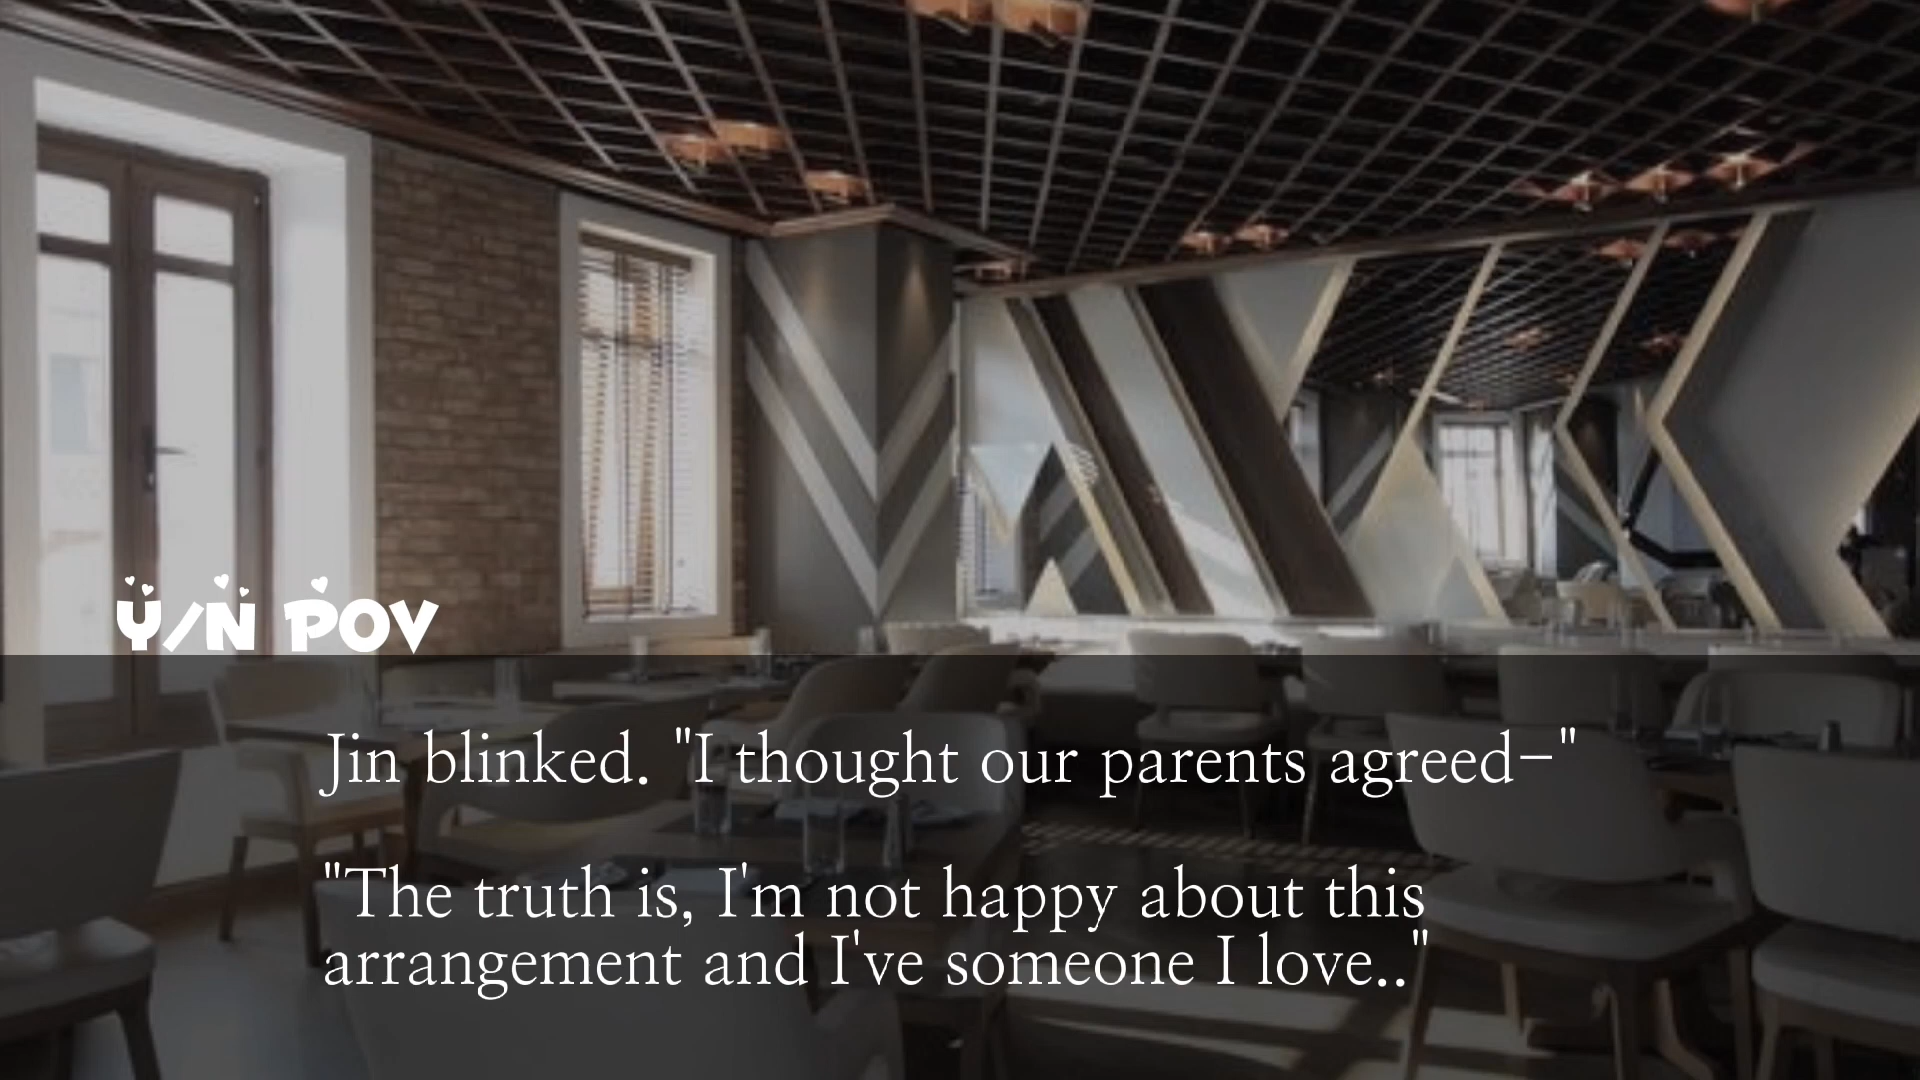 Y/N POV
Jin blinked. "I thought our parents agreed-"
"The truth is, I'm not happy about this
arrangement and I've someone I love.."